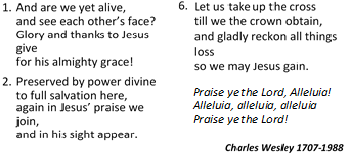 1. And are we yet alive,
and see each other's face?
Glory and thanks to Jesus
give
for his almighty grace!
2. Preserved by power divine
to full salvation here,
again in Jesus' praise we
join,
and in his sight appear.
6. Let us take up the cross
till we the crown obtain,
and gladly reckon all things
loss
so we may Jesus gain.
Praise ye the Lord, Alleluia!
Alleluia, alleluia, alleluia
Praise ye the Lord!
Charles Wesley 1707-1988